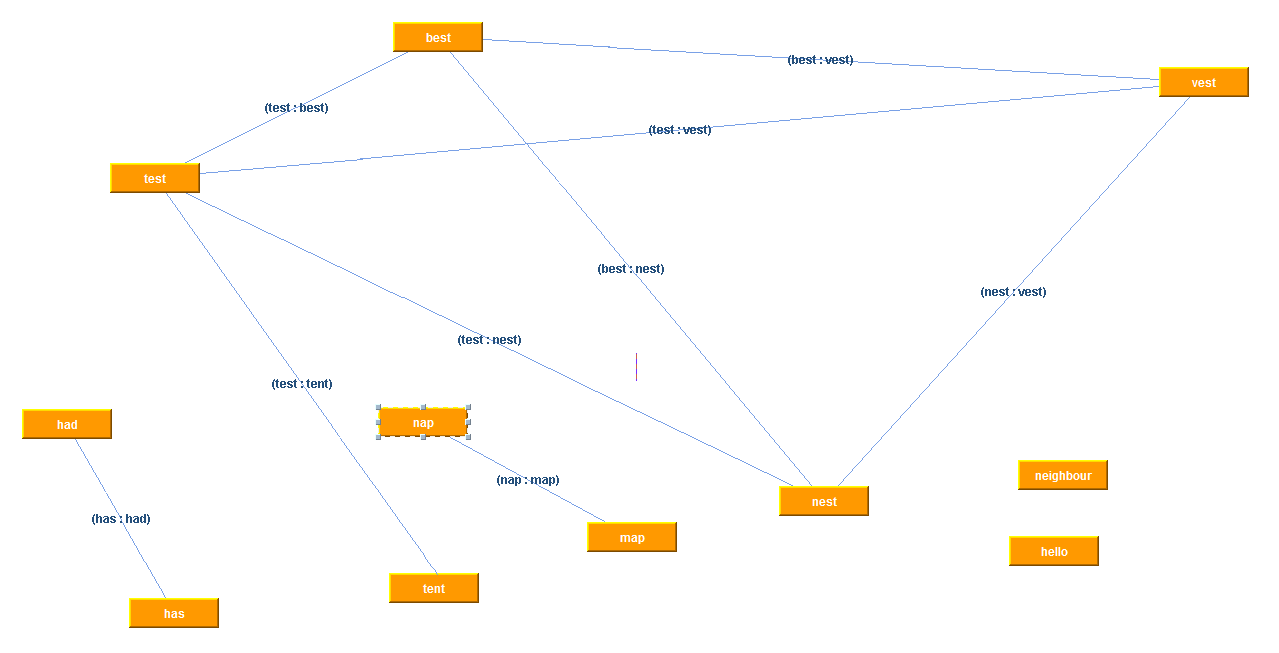 best
(best : vest)
vest
(test : best)
(test : vest)
test
(best : nest)
(nest : vest)
(test : nest)
(test : tent)
had
nap
neighbour
(nap : map)
nest
(has : had)
map
hello
tent
has